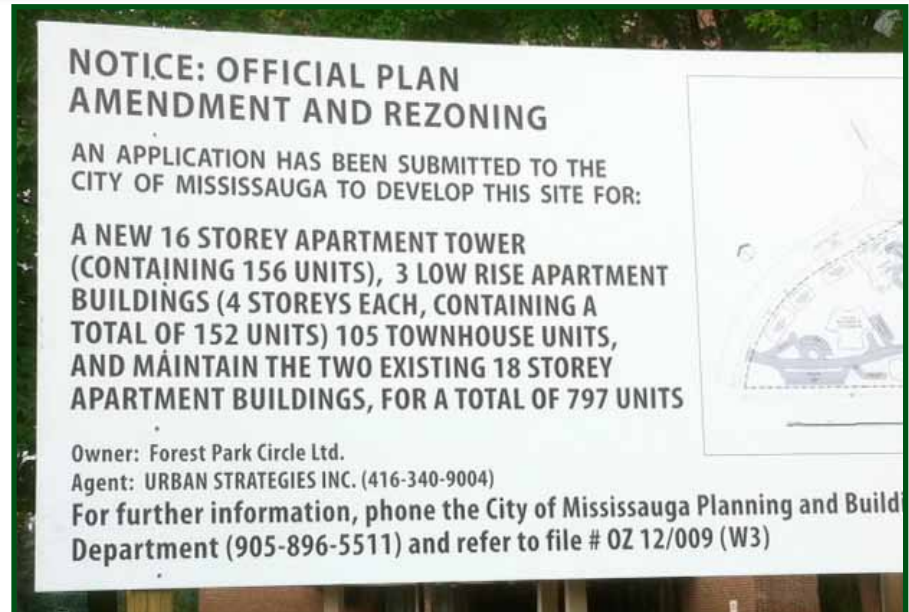 NOTICE: OFFICIAL PLAN
AMENDMENT AND REZONING
AN APPLICATION HAS BEEN SUBMITTED TO THE
CITY OF MISSISSAUGA TO DEVELOP THIS SITE FOR:
A NEW 16 STOREY APARTMENT TOWER
(CONTAINING 156 UNITS), 3 LOW RISE APARTMENT
BUILDINGS (4 STOREYS EACH, CONTAINING A
TOTAL OF 152 UNITS) 105 TOWNHOUSE UNITS,
AND MAINTAIN THE TWO EXISTING 18 STOREY
APARTMENT BUILDINGS, FOR A TOTAL OF 797 UNITS
Owner: Forest Park Circle Ltd.
Agent: URBAN STRATEGIES INC. (416-340-9004)
For further information, phone the City of Mississauga Planning and Buildi
Department (905-896-5511) and refer to file # OZ 12/009 (W3)